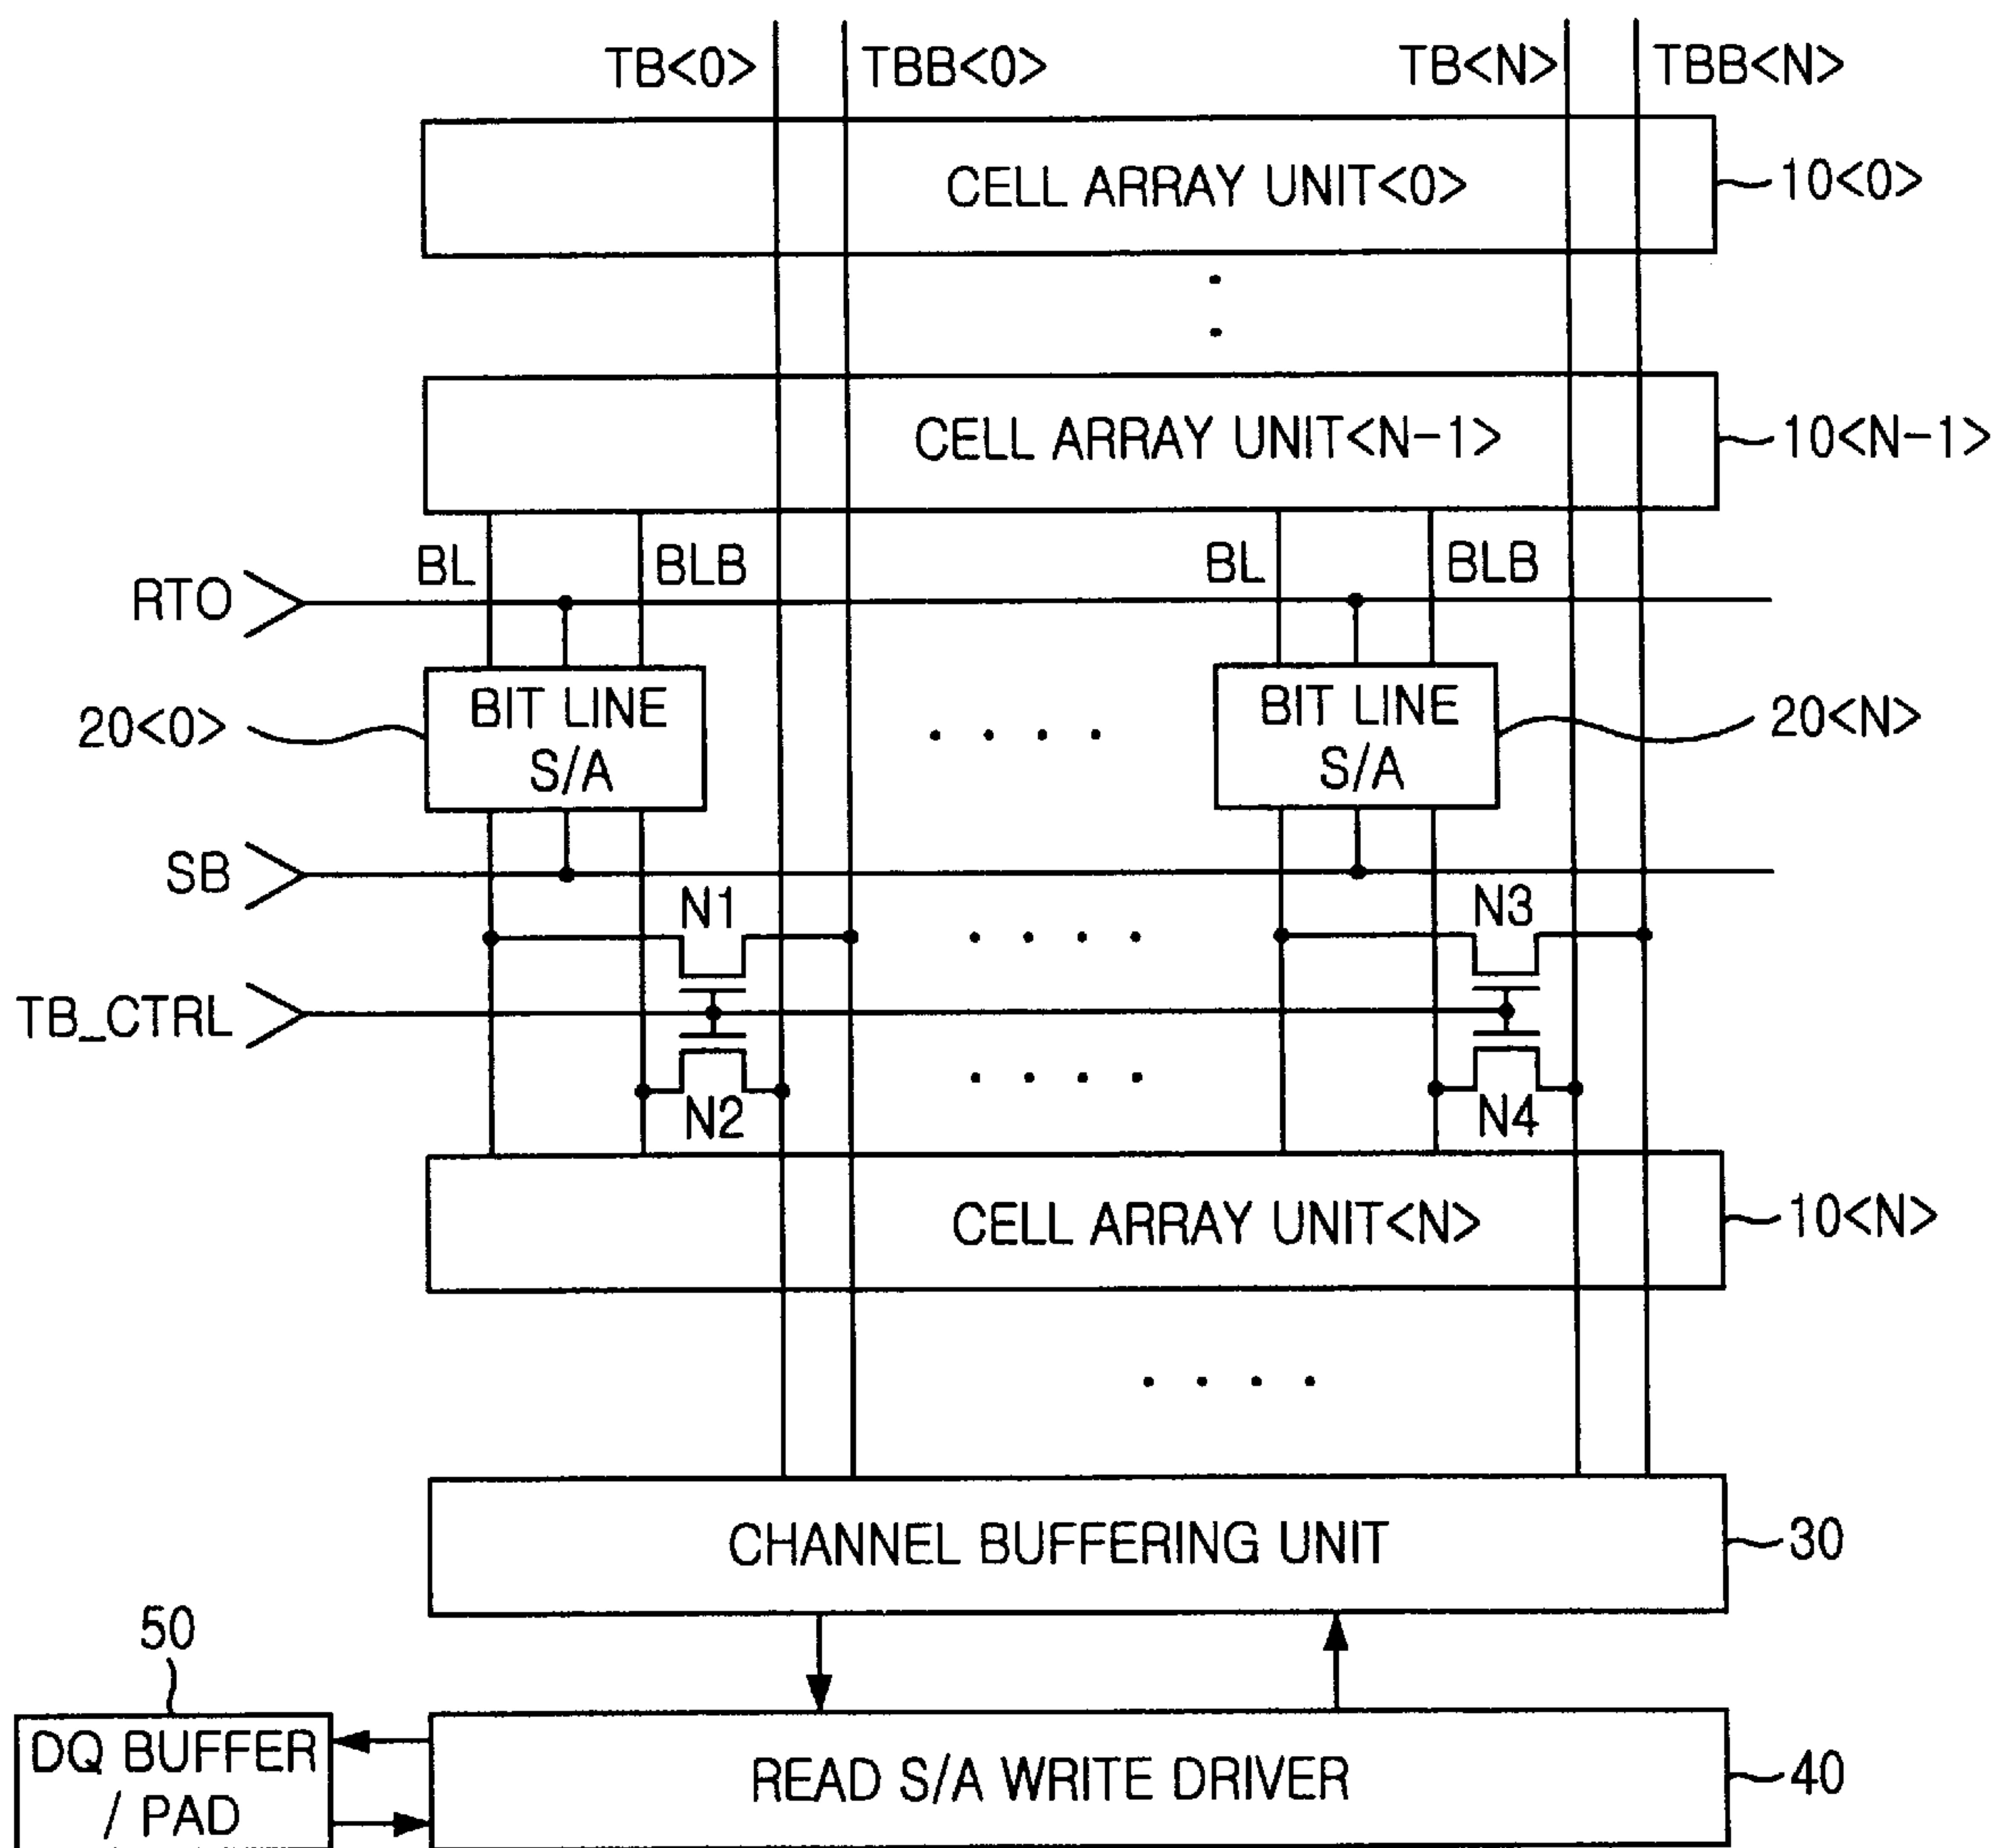 TB<0> TBB<0> TB<N> TBB<N>
CELL ARRAY UNIT<0> 10<0>
CELL ARRAY UNIT<N-1> 10<N-1>
BL BLB BL BLB
RTO
20<0> BIT LINE S/A BIT LINE S/A 20<N>
SB
N1 N3
TB_CTRL
N2 N4
CELL ARRAY UNIT<N> 10<N>
CHANNEL BUFFERING UNIT 30
50
DQ BUFFER / PAD
READ S/A WRITE DRIVER 40